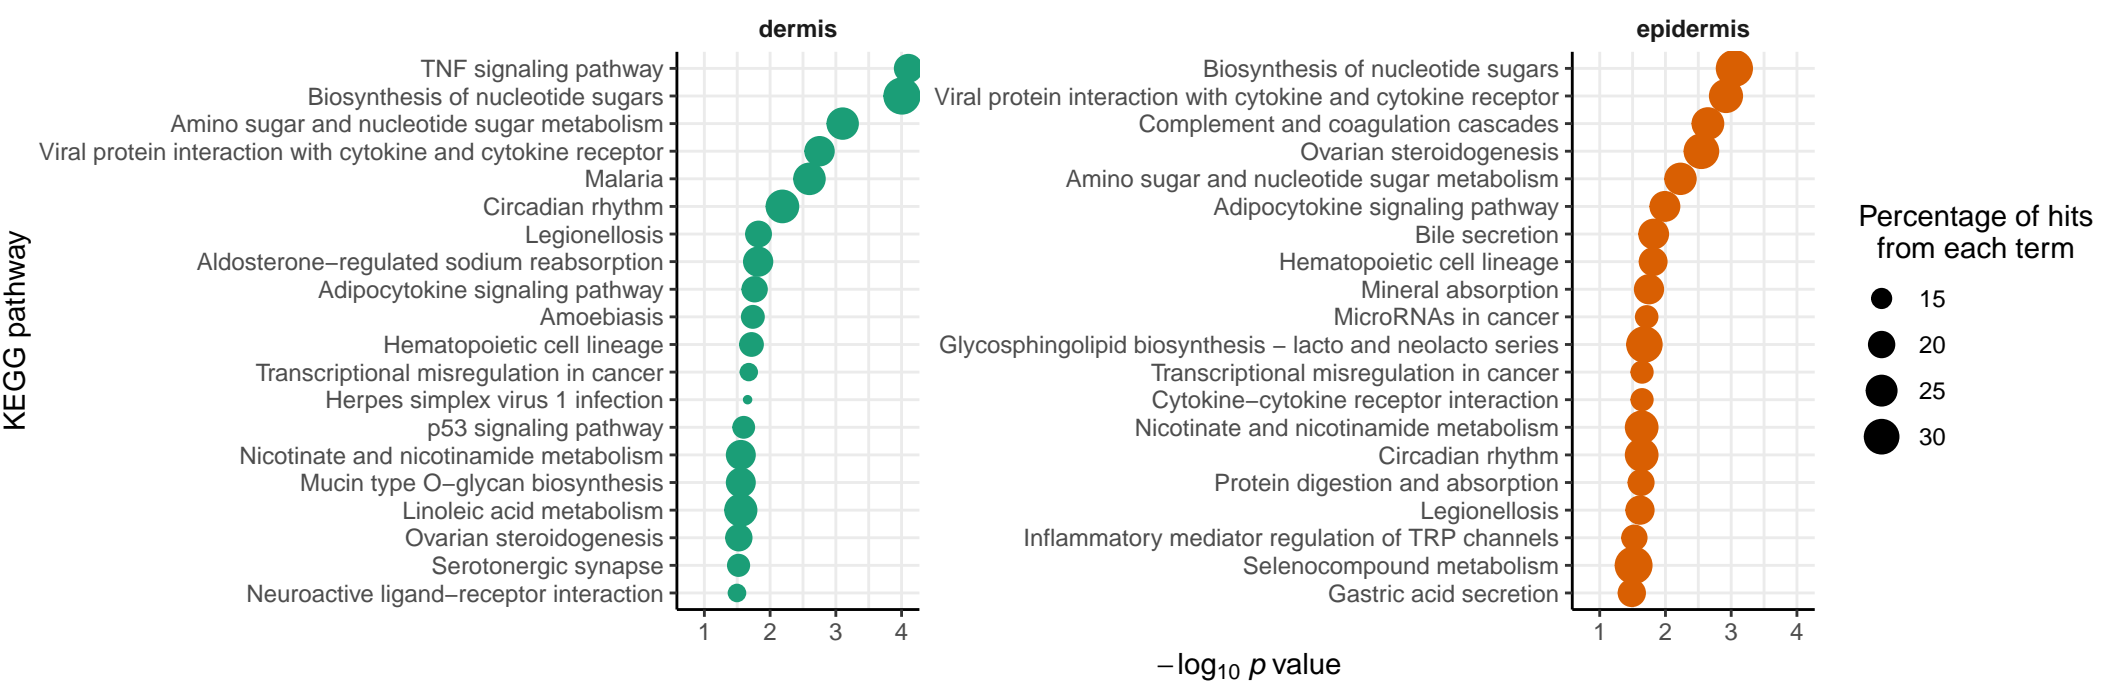 dermis
epidermis
KEGG pathway
TNF signaling pathway
Biosynthesis of nucleotide sugars
Amino sugar and nucleotide sugar metabolism
Viral protein interaction with cytokine and cytokine receptor
Malaria
Circadian rhythm
Legionellosis
Aldosterone−regulated sodium reabsorption
Adipocytokine signaling pathway
Amoebiasis
Hematopoietic cell lineage
Transcriptional misregulation in cancer
Herpes simplex virus 1 infection
p53 signaling pathway
Nicotinate and nicotinamide metabolism
Mucin type O−glycan biosynthesis
Linoleic acid metabolism
Ovarian steroidogenesis
Serotonergic synapse
Neuroactive ligand−receptor interaction
1 2 3 4
Biosynthesis of nucleotide sugars
Viral protein interaction with cytokine and cytokine receptor
Complement and coagulation cascades
Ovarian steroidogenesis
Amino sugar and nucleotide sugar metabolism
Adipocytokine signaling pathway
Bile secretion
Hematopoietic cell lineage
Mineral absorption
MicroRNAs in cancer
Glycosphingolipid biosynthesis − lacto and neolacto series
Transcriptional misregulation in cancer
Cytokine−cytokine receptor interaction
Nicotinate and nicotinamide metabolism
Circadian rhythm
Protein digestion and absorption
Legionellosis
Inflammatory mediator regulation of TRP channels
Selenocompound metabolism
Gastric acid secretion
1 2 3 4
−log₁₀ p value
Percentage of hits
from each term
15
20
25
30